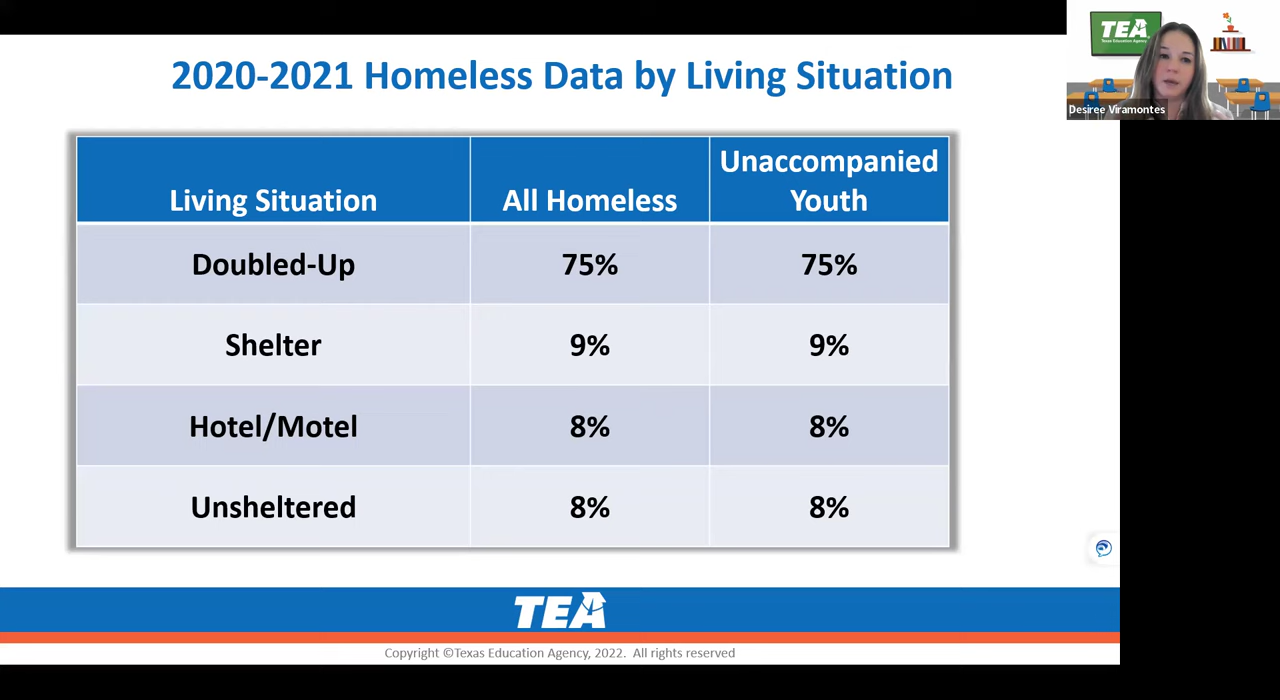 2020-2021 Homeless Data by Living Situation
TEA
Texas Education Agency
Desiree Viramontes
Living Situation
All Homeless
Unaccompanied
Youth
Doubled-Up
75%
75%
Shelter
9%
9%
Hotel/Motel
8%
8%
Unsheltered
8%
8%
TEA
Copyright ©Texas Education Agency, 2022. All rights reserved